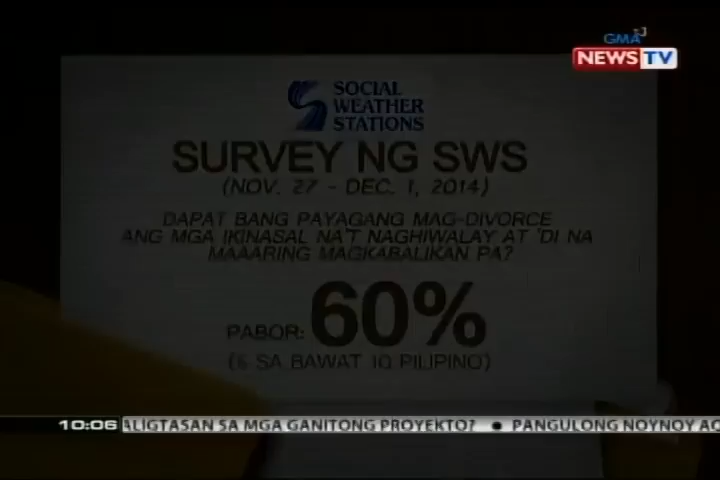 GMA
NEWS TV
SOCIAL
WEATHER
STATIONS
SURVEY NG SWS
(NOV. 27 - DEC. 1, 2014)
DAPAT BANG PAYAGANG MAG-DIVORCE
ANG MGA IKINASAL NA'T NAGHIWALAY AT 'DI NA
MAAARING MAGKABALIKAN PA?
PABOR: 60%
(6 SA BAWAT 10 PILIPINO)
10:06 ALIGTASAN SA MGA GANITONG PROYEKTO? ● PANGULONG NOYNOY AQ